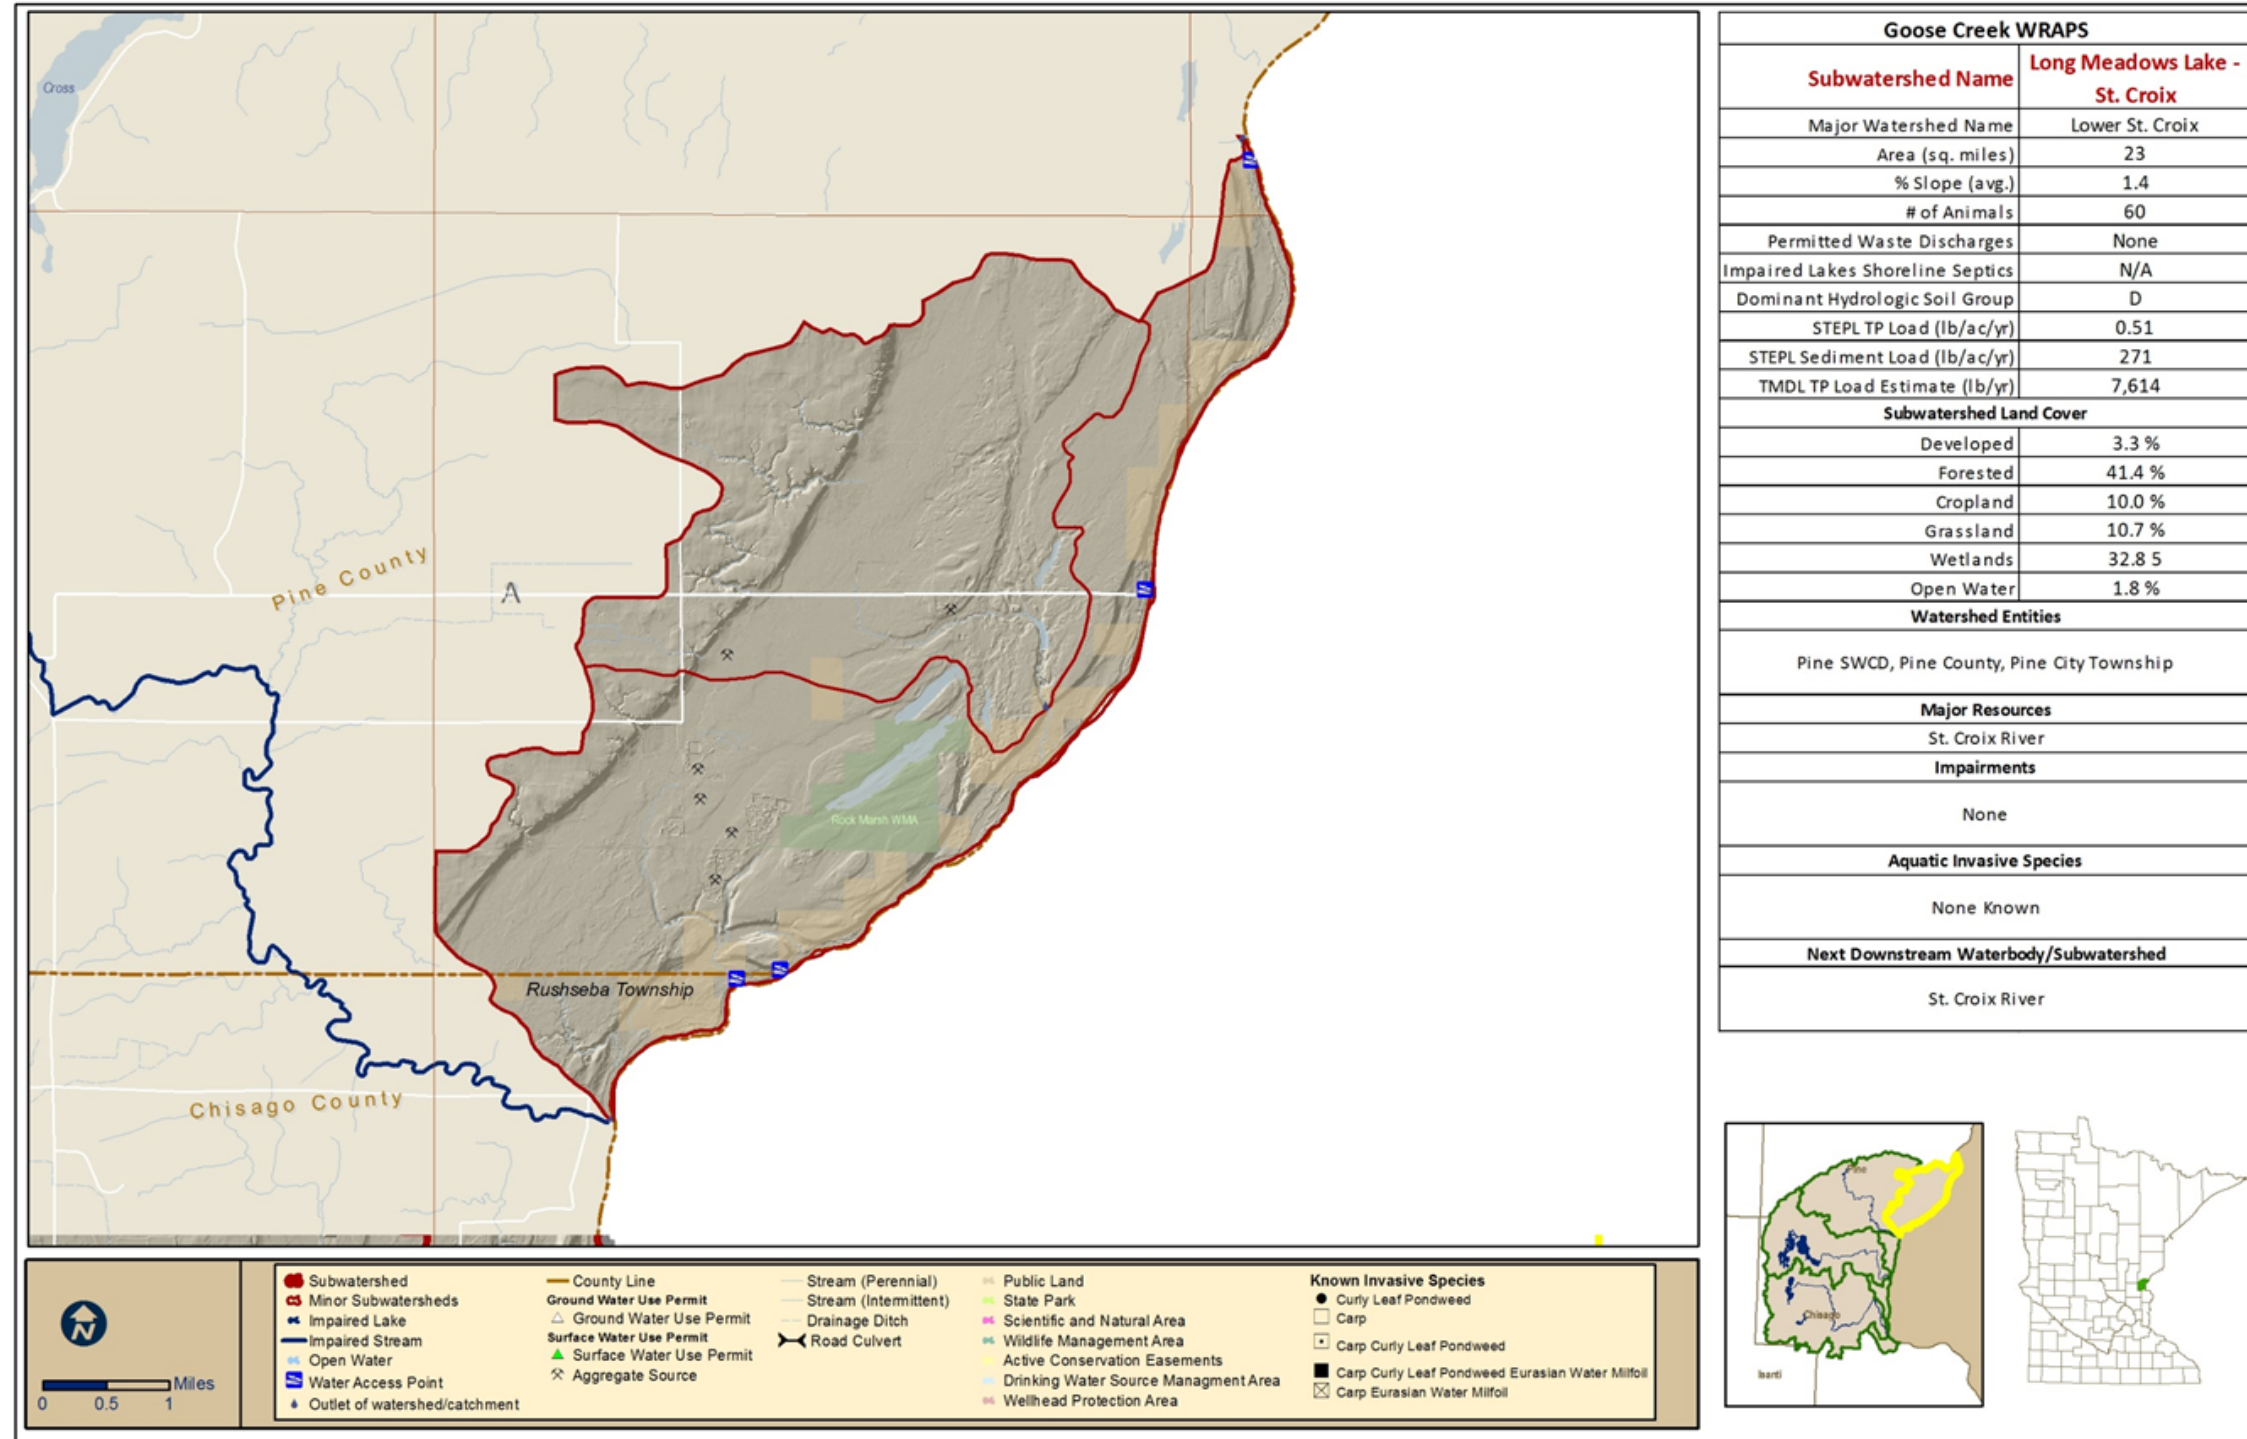 Cross
Pine County
A
Rock Marsh WMA
Rushseba Township
Chisago County
Goose Creek WRAPS
Subwatershed Name Long Meadows Lake -
St. Croix
Major Watershed Name Lower St. Croix
Area (sq. miles) 23
% Slope (avg.) 1.4
# of Animals 60
Permitted Waste Discharges None
Impaired Lakes Shoreline Septics N/A
Dominant Hydrologic Soil Group D
STEPL TP Load (lb/ac/yr) 0.51
STEPL Sediment Load (lb/ac/yr) 271
TMDL TP Load Estimate (lb/yr) 7,614
Subwatershed Land Cover
Developed 3.3 %
Forested 41.4 %
Cropland 10.0 %
Grassland 10.7 %
Wetlands 32.8 5
Open Water 1.8 %
Watershed Entities
Pine SWCD, Pine County, Pine City Township
Major Resources
St. Croix River
Impairments
None
Aquatic Invasive Species
None Known
Next Downstream Waterbody/Subwatershed
St. Croix River
Pine
Chisago
Isanti
N
Miles
0 0.5 1
Subwatershed
Minor Subwatersheds
Impaired Lake
Impaired Stream
Open Water
Water Access Point
Outlet of watershed/catchment
County Line
Ground Water Use Permit
Ground Water Use Permit
Surface Water Use Permit
Surface Water Use Permit
Aggregate Source
Stream (Perennial)
Stream (Intermittent)
Drainage Ditch
Road Culvert
Public Land
State Park
Scientific and Natural Area
Wildlife Management Area
Active Conservation Easements
Drinking Water Source Managment Area
Wellhead Protection Area
Known Invasive Species
Curly Leaf Pondweed
Carp
Carp Curly Leaf Pondweed
Carp Curly Leaf Pondweed Eurasian Water Milfoil
Carp Eurasian Water Milfoil